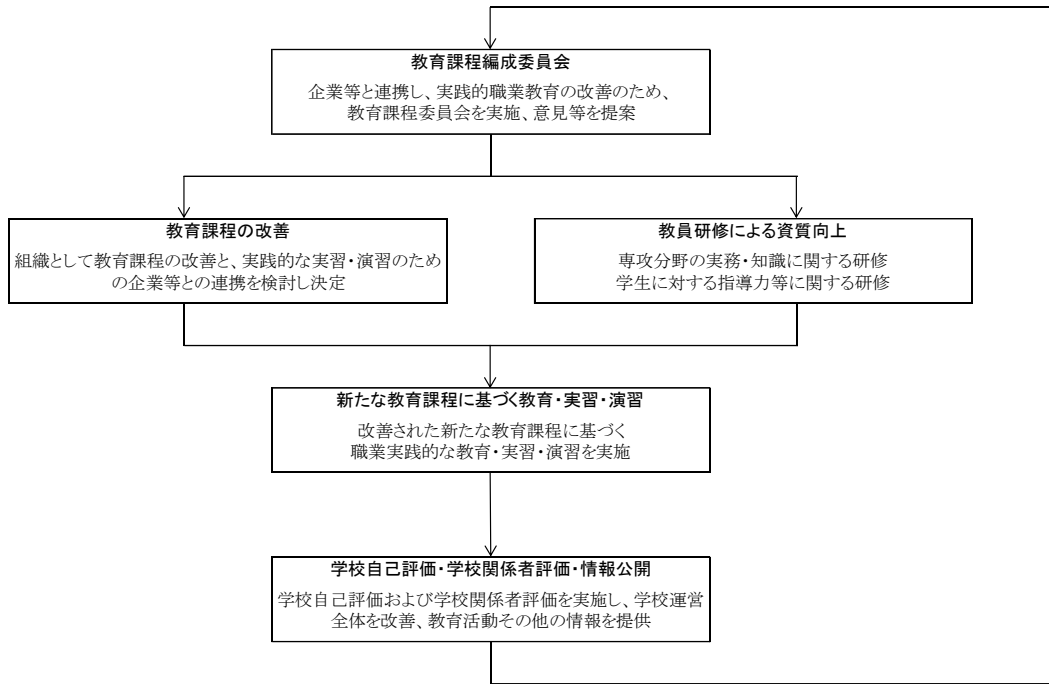 教育課程編成委員会
企業等と連携し、実践的職業教育の改善のため、
教育課程委員会を実施、意見等を提案
教育課程の改善
組織として教育課程の改善と、実践的な実習・演習のため
の企業等との連携を検討し決定
教員研修による資質向上
専攻分野の実務・知識に関する研修
学生に対する指導力等に関する研修
新たな教育課程に基づく教育・実習・演習
改善された新たな教育課程に基づく
職業実践的な教育・実習・演習を実施
学校自己評価・学校関係者評価・情報公開
学校自己評価および学校関係者評価を実施し、学校運営
全体を改善、教育活動その他の情報を提供